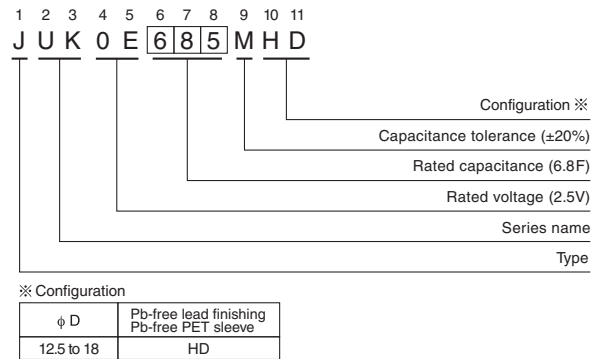 1 2 3 4 5 6 7 8 9 10 11
J U K 0 E 6 8 5 M H D
Configuration ※
Capacitance tolerance (±20%)
Rated capacitance (6.8F)
Rated voltage (2.5V)
Series name
Type
※ Configuration
ϕ D
Pb-free lead finishing
Pb-free PET sleeve
12.5 to 18
HD